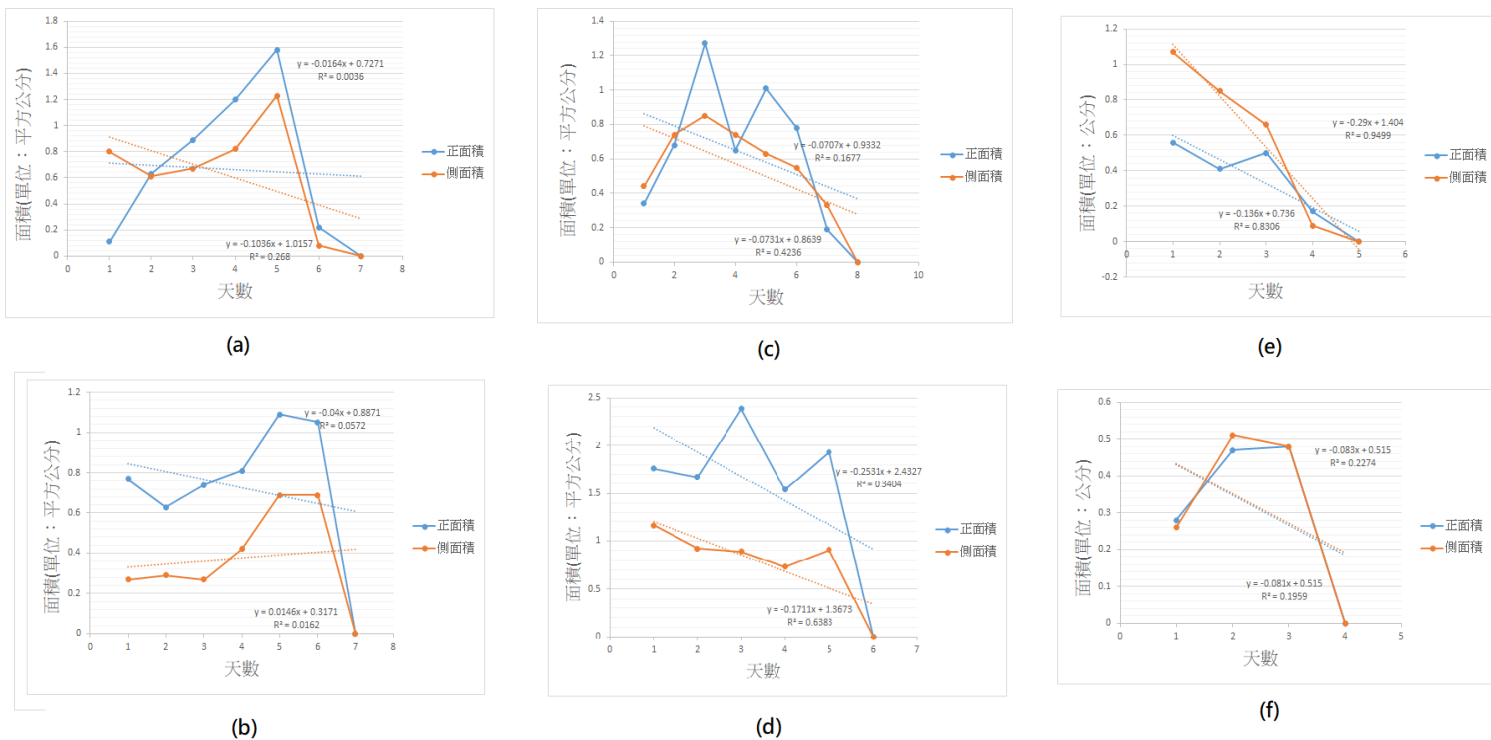 面積(單位：平方公分)
1.8
1.6
1.4
1.2
1
0.8
0.6
0.4
0.2
0
0 1 2 3 4 5 6 7 8
天數
y = -0.0164x + 0.7271
R² = 0.0036
y = -0.1036x + 1.0157
R² = 0.268
正面積
側面積
(a)
面積(單位：平方公分)
1.4
1.2
1
0.8
0.6
0.4
0.2
0
0 2 4 6 8 10
天數
y = -0.0707x + 0.9332
R² = 0.1677
y = -0.0731x + 0.8639
R² = 0.4236
正面積
側面積
(c)
面積(單位：公分)
1.2
1
0.8
0.6
0.4
0.2
0
-0.2
0 1 2 3 4 5 6
天數
y = -0.29x + 1.404
R² = 0.9499
y = -0.136x + 0.736
R² = 0.8306
正面積
側面積
(e)
面積(單位：平方公分)
1.2
1
0.8
0.6
0.4
0.2
0
0 1 2 3 4 5 6 7 8
天數
y = -0.04x + 0.8871
R² = 0.0572
y = 0.0146x + 0.3171
R² = 0.0162
正面積
側面積
(b)
面積(單位：平方公分)
2.5
2
1.5
1
0.5
0
0 1 2 3 4 5 6 7
天數
y = -0.2531x + 2.4327
R² = 0.3404
y = -0.1711x + 1.3673
R² = 0.6383
正面積
側面積
(d)
面積(單位：公分)
0.6
0.5
0.4
0.3
0.2
0.1
0
0 1 2 3 4 5
天數
y = -0.083x + 0.515
R² = 0.2274
y = -0.081x + 0.515
R² = 0.1959
正面積
側面積
(f)